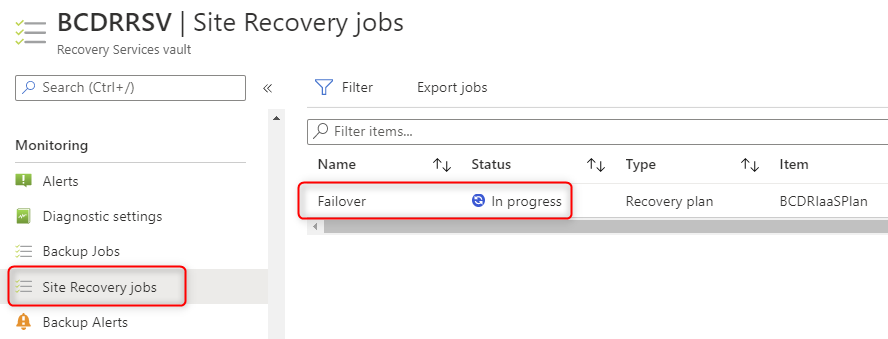 BCDRRSV | Site Recovery jobs
Recovery Services vault
Search (Ctrl+/)
«
Filter
Export jobs
Filter items...
Monitoring
Name Status Type Item
Alerts
Failover In progress Recovery plan BCDRIaaSPlan
Diagnostic settings
Backup Jobs
Site Recovery jobs
Backup Alerts